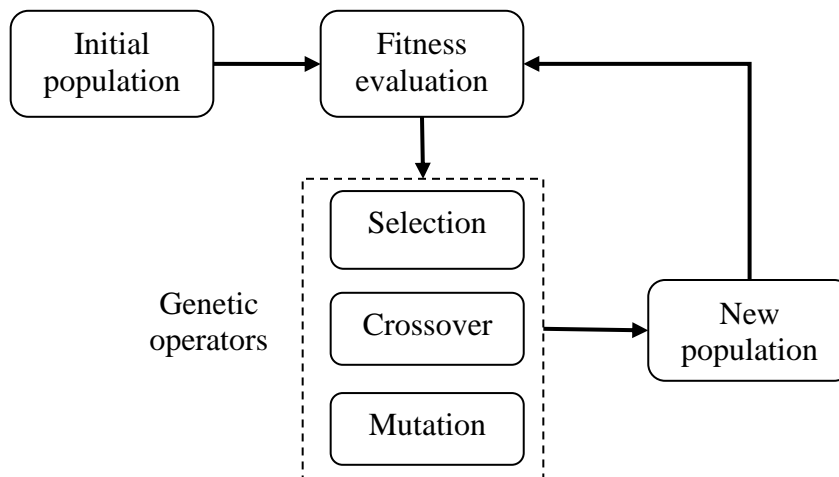 Initial
population
Fitness
evaluation
Selection
Genetic
operators
Crossover
Mutation
New
population